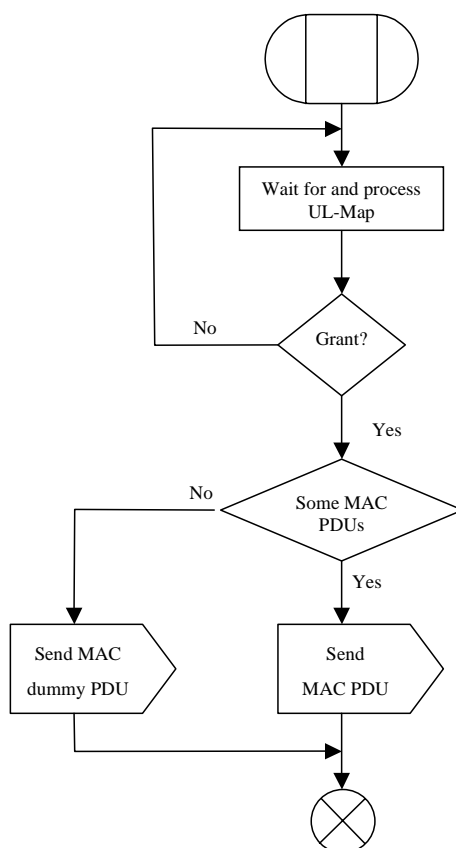 Wait for and process
UL-Map
Grant?
No
Yes
No
Some MAC
PDUs
Yes
Send MAC
dummy PDU
Send
MAC PDU